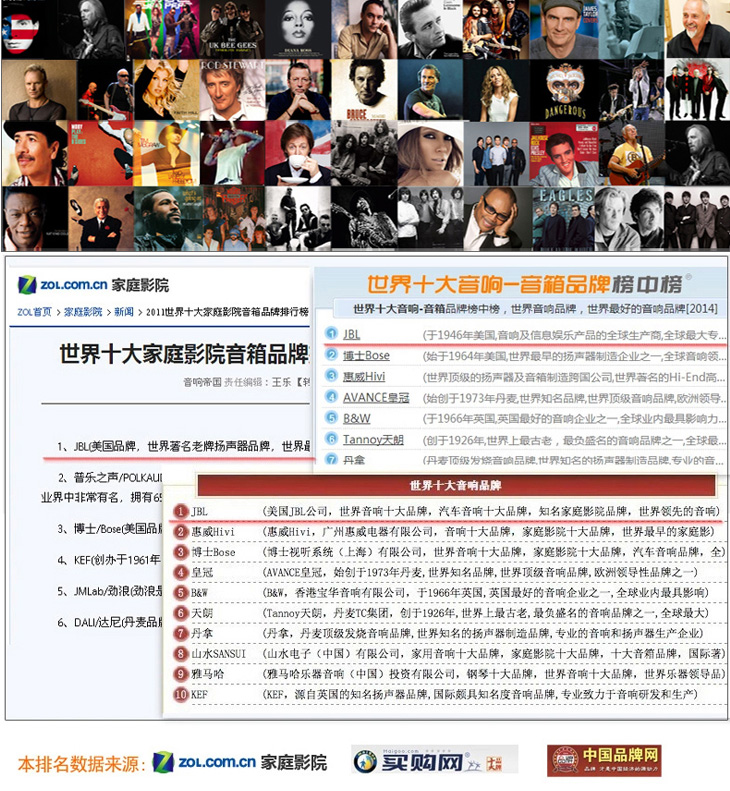 UK BEE GEES
DIANA ROSS
JAMES TAYLOR
ROD STEWART
BRUCE
DANGEROUS
ELVIS PRESLEY
EAGLES
ZOL.COM.CN 家庭影院
ZOL首页 > 家庭影院 > 新闻 > 2011世界十大家庭影院音箱品牌排行榜
世界十大家庭影院音箱品牌
音响帝国 责任编辑：王乐 【转
1、JBL(美国品牌，世界著名老牌扬声器品牌，世界最
2、普乐之声/POLKAUD
业界中非常有名，拥有65
3、博士/Bose(美国品牌
4、KEF(创办于1961年
5、JMLab/劲浪(劲浪是
6、DALI/达尼(丹麦品牌
世界十大音响-音箱品牌榜中榜®
世界十大音响-音箱品牌榜中榜，世界音响品牌，世界最好的音响品牌[2014]
1 JBL (于1946年美国,音响及信息娱乐产品的全球生产商,全球最大专...
2 博士Bose (始于1964年美国,世界最早的扬声器制造企业之一,全球音响领...
3 惠威Hivi (世界顶级的扬声器及音箱制造跨国公司,世界著名的Hi-End高...
4 AVANCE皇冠 (始创于1973年丹麦,世界知名品牌,世界顶级音响品牌,欧洲领导...
5 B&W (于1966年英国,英国最好的音响企业之一,全球业内最具影响力...
6 Tannoy天朗 (创于1926年,世界上最古老，最负盛名的音响品牌之一,全球最...
7 丹拿 (丹麦顶级发烧音响品牌,世界知名的扬声器制造品牌,专业的音...
世界十大音响品牌
1 JBL (美国JBL公司，世界音响十大品牌，汽车音响十大品牌，知名家庭影院品牌，世界领先的音响)
2 惠威Hivi (惠威Hivi，广州惠威电器有限公司，音响十大品牌，家庭影院十大品牌，世界最早的家庭影)
3 博士Bose (博士视听系统（上海）有限公司，世界音响十大品牌，家庭影院十大品牌，汽车音响品牌，全)
4 皇冠 (AVANCE皇冠，始创于1973年丹麦,世界知名品牌,世界顶级音响品牌,欧洲领导性品牌之一)
5 B&W (B&W，香港宝华音响有限公司，于1966年英国,英国最好的音响企业之一,全球业内最具影响)
6 天朗 (Tannoy天朗，丹麦TC集团，创于1926年,世界上最古老,最负盛名的音响品牌之一,全球最大)
7 丹拿 (丹拿，丹麦顶级发烧音响品牌,世界知名的扬声器制造品牌,专业的音响和扬声器生产企业)
8 山水SANSUI (山水电子（中国）有限公司，家用音响十大品牌，家庭影院十大品牌，十大音箱品牌，国际著)
9 雅马哈 (雅马哈乐器音响（中国）投资有限公司，钢琴十大品牌，世界音响十大品牌，世界乐器领导品)
10 KEF (KEF，源自英国的知名扬声器品牌,国际颇具知名度音响品牌,专业致力于音响研发和生产)
本排名数据来源：
ZOL.COM.CN 家庭影院
Maigoo.com
买购网
十大品牌
中国品牌网
品牌 才是中国经济的原动力